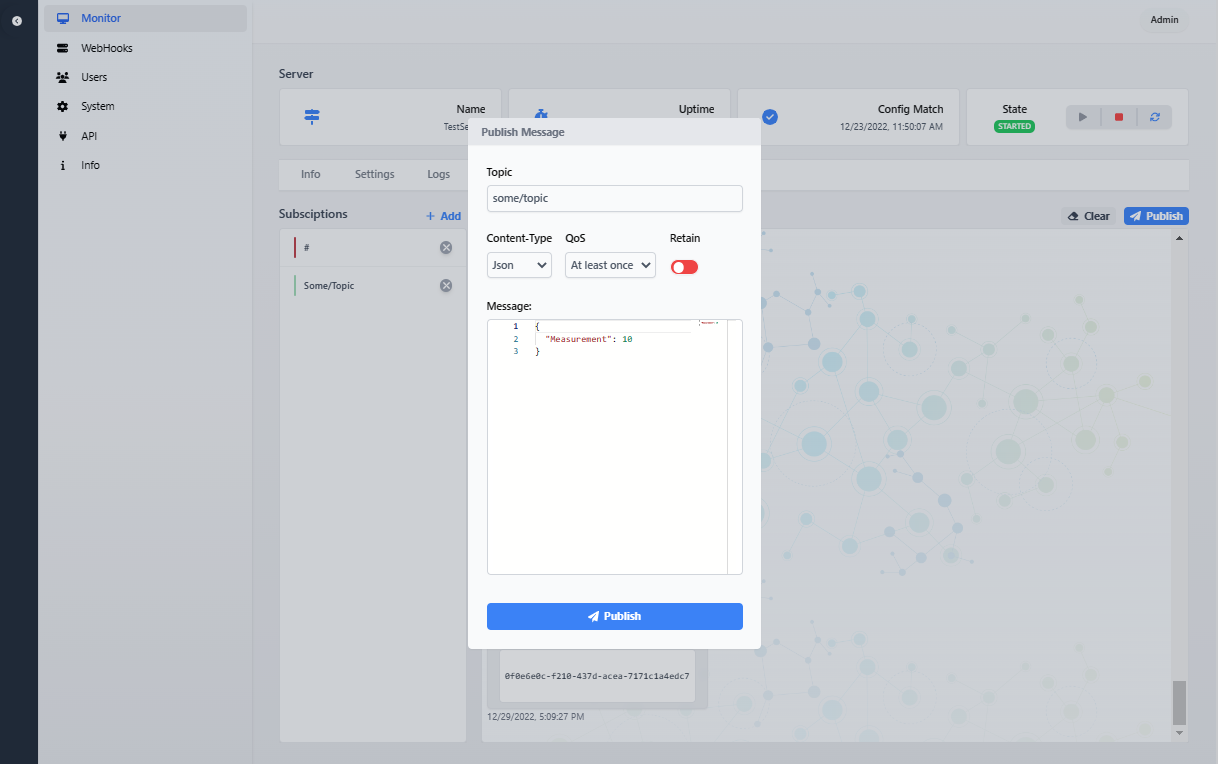 Monitor
WebHooks
Users
System
API
Info
Admin
Server
Name
Uptime
Config Match
12/23/2022, 11:50:07 AM
State
STARTED
Info
Settings
Logs
Subsciptions
+ Add
Clear
Publish
#
Some/Topic
Publish Message
Topic
some/topic
Content-Type QoS Retain
Json At least once
Message:
1 {
2 "Measurement": 10
3 }
Publish
0f0e6e0c-f210-437d-acea-7171c1a4edc7
12/29/2022, 5:09:27 PM